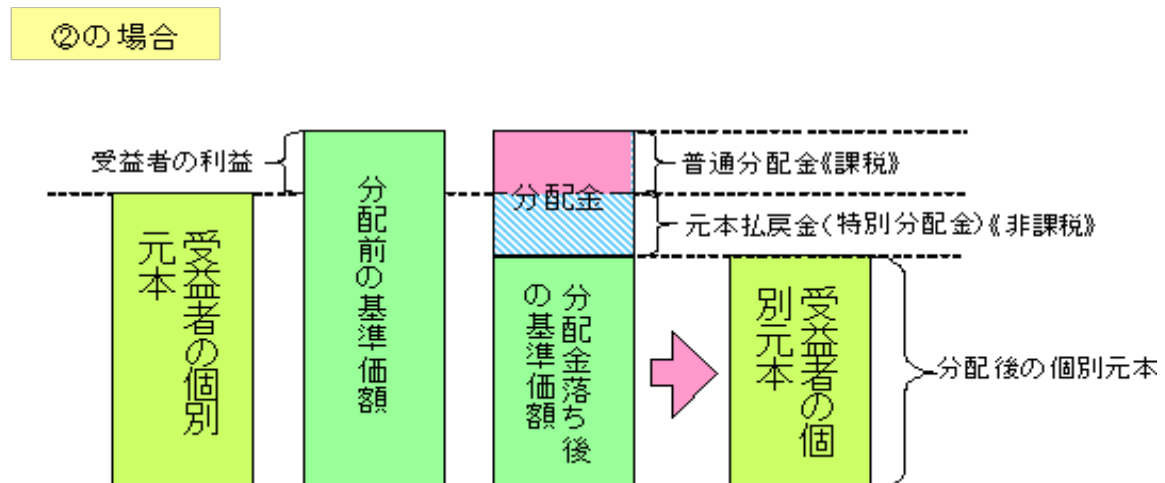 ②の場合
受益者の利益
受益者の個別
元本
分配前の基準価額
分配金
分配金落ち後
の基準価額
普通分配金《課税》
元本払戻金(特別分配金)《非課税》
受益者の個
別元本
分配後の個別元本